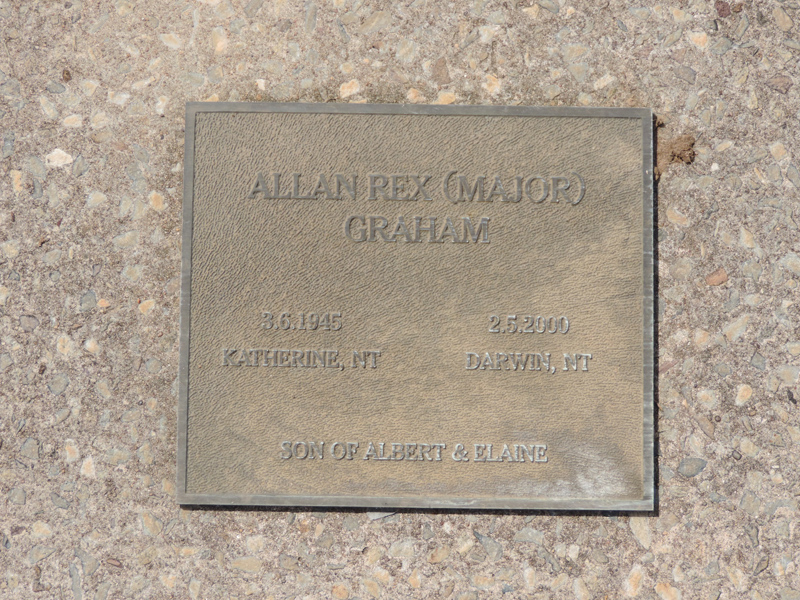 ALLAN REX (MAJOR)
GRAHAM
3.6.1945 2.5.2000
KATHERINE, NT DARWIN, NT
SON OF ALBERT & ELAINE